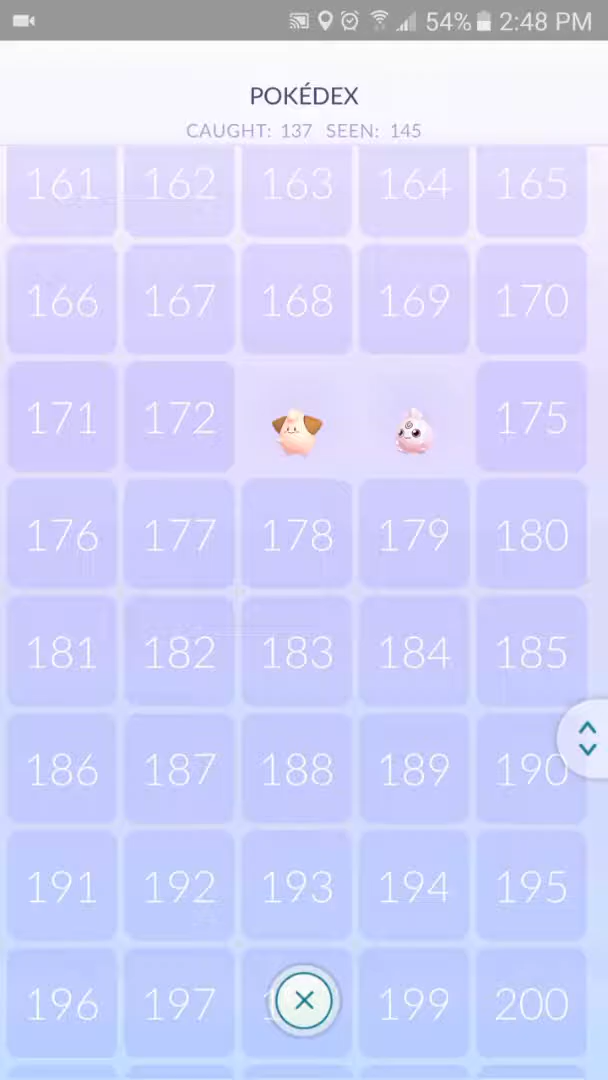 54% 2:48 PM
POKÉDEX
CAUGHT: 137 SEEN: 145
161 162 163 164 165
166 167 168 169 170
171 172 175
176 177 178 179 180
181 182 183 184 185
186 187 188 189 190
191 192 193 194 195
196 197 199 200